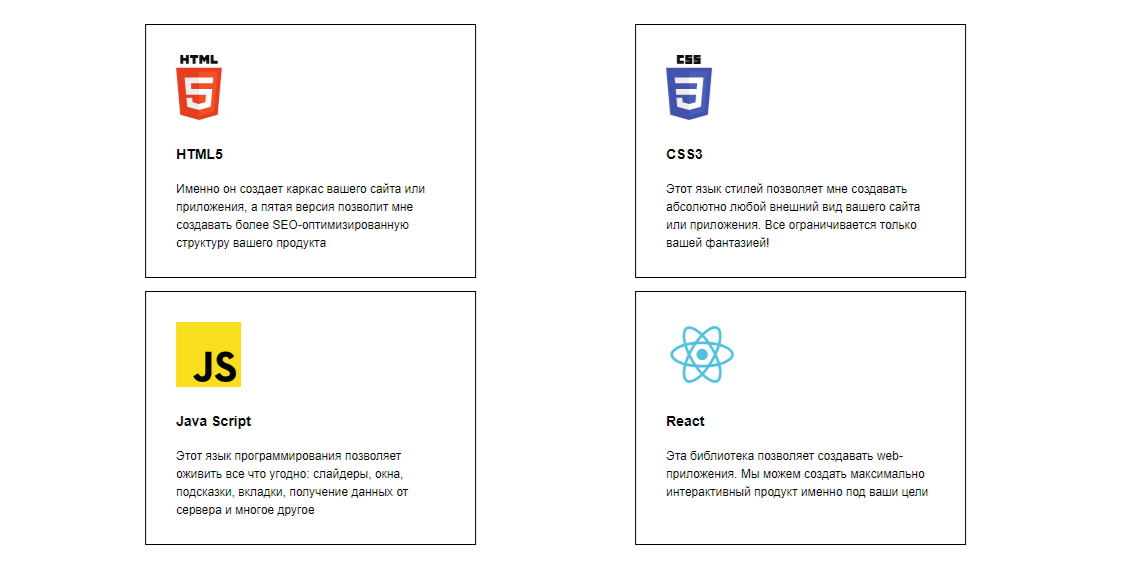 HTML
5
HTML5
Именно он создает каркас вашего сайта или
приложения, а пятая версия позволит мне
создавать более SEO-оптимизированную
структуру вашего продукта
CSS
3
CSS3
Этот язык стилей позволяет мне создавать
абсолютно любой внешний вид вашего сайта
или приложения. Все ограничивается только
вашей фантазией!
JS
Java Script
Этот язык программирования позволяет
оживить все что угодно: слайдеры, окна,
подсказки, вкладки, получение данных от
сервера и многое другое
React
Эта библиотека позволяет создавать web-
приложения. Мы можем создать максимально
интерактивный продукт именно под ваши цели